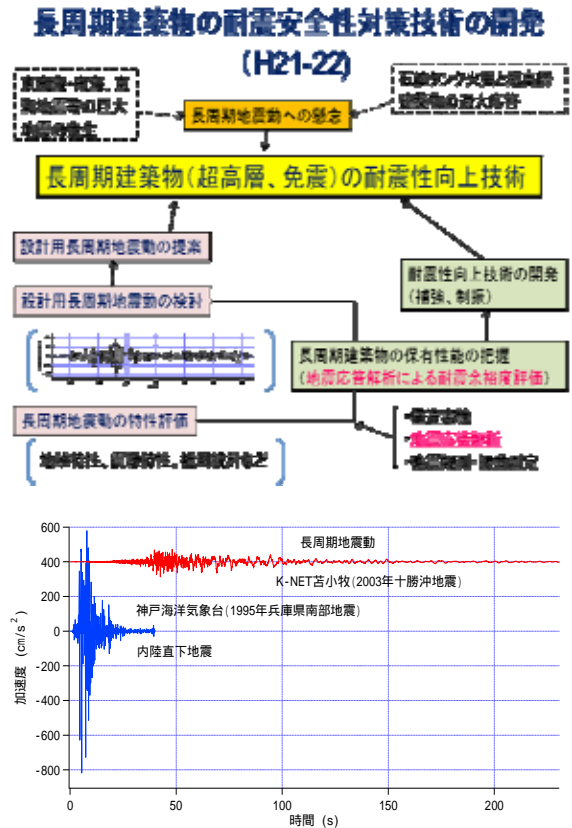 長周期建築物の耐震安全性対策技術の開発
(H21-22)
長周期地震動への懸念
長周期建築物(超高層、免震)の耐震性向上技術
設計用長周期地震動の提案
設計用長周期地震動の検討
耐震性向上技術の開発
(補強、制振)
長周期建築物の保有性能の把握
(地震応答解析による耐震余裕度評価)
長周期地震動の特性評価
600
400
200
0
-200
-400
-600
-800
加速度 (cm/s²)
長周期地震動
K-NET苫小牧(2003年十勝沖地震)
神戸海洋気象台(1995年兵庫県南部地震)
内陸直下地震
0
50
100
150
200
時間 (s)